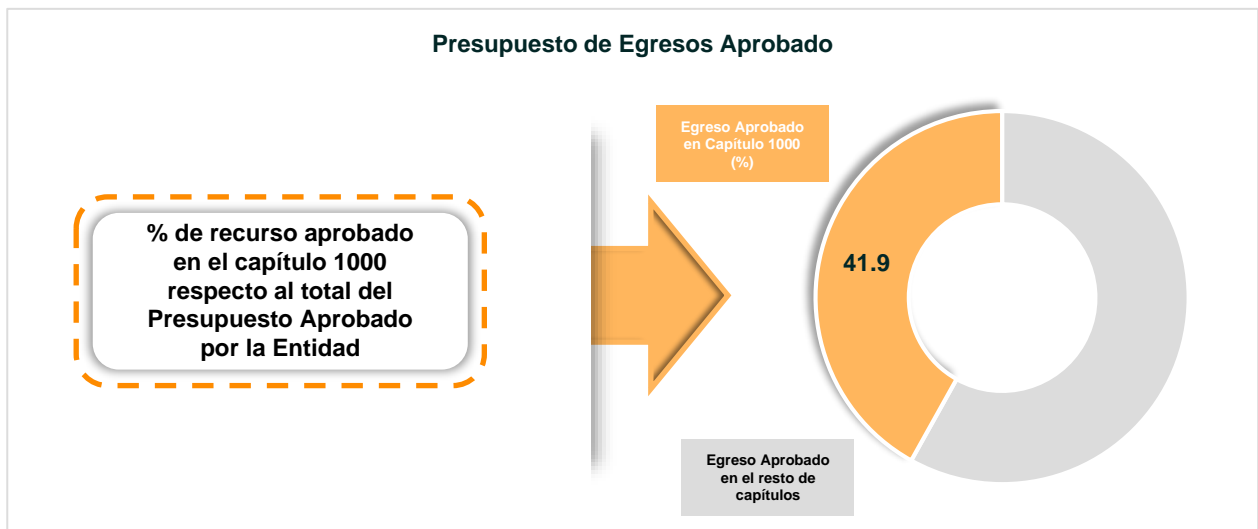 Presupuesto de Egresos Aprobado
Egreso Aprobado
en Capítulo 1000
(%)
% de recurso aprobado
en el capítulo 1000
respecto al total del
Presupuesto Aprobado
por la Entidad
41.9
Egreso Aprobado
en el resto de
capítulos